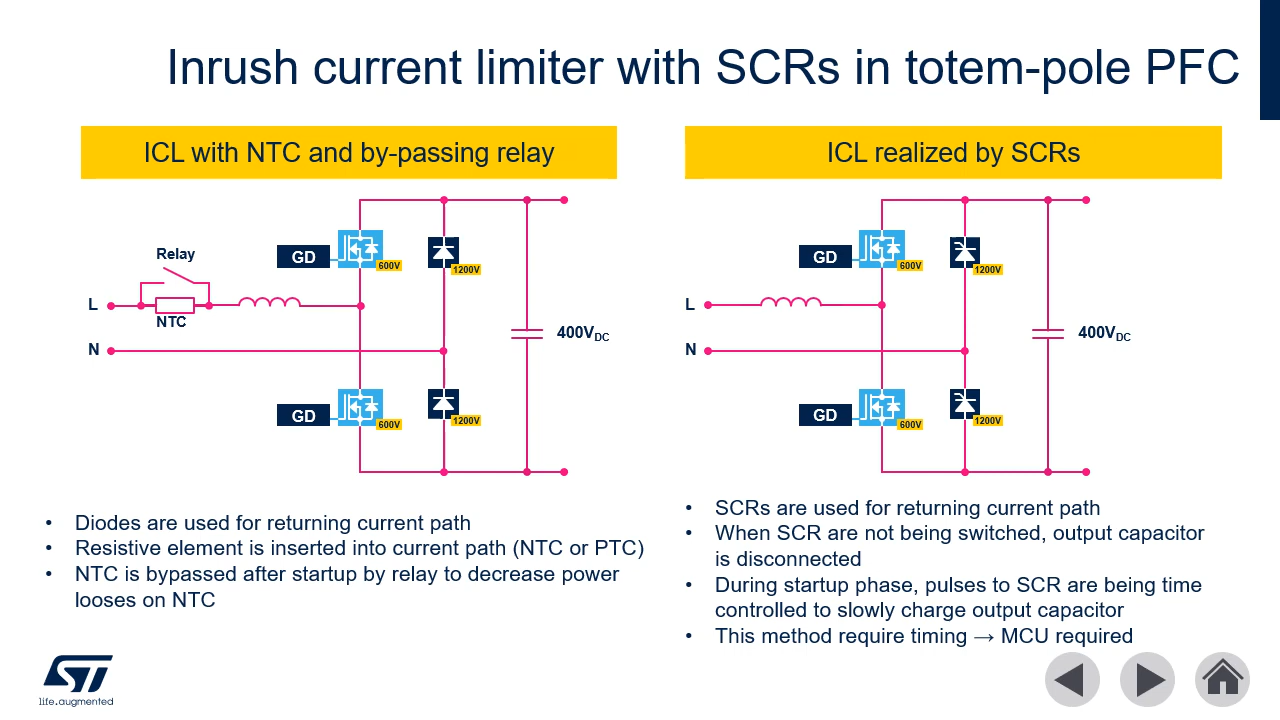 Inrush current limiter with SCRs in totem-pole PFC
ICL with NTC and by-passing relay
GD
600V
1200V
Relay
L
NTC
N
400VDC
GD
600V
1200V
• Diodes are used for returning current path
• Resistive element is inserted into current path (NTC or PTC)
• NTC is bypassed after startup by relay to decrease power
looses on NTC
ICL realized by SCRs
GD
600V
1200V
L
N
400VDC
GD
600V
1200V
• SCRs are used for returning current path
• When SCR are not being switched, output capacitor
is disconnected
• During startup phase, pulses to SCR are being time
controlled to slowly charge output capacitor
• This method require timing → MCU required
ST
life.augmented